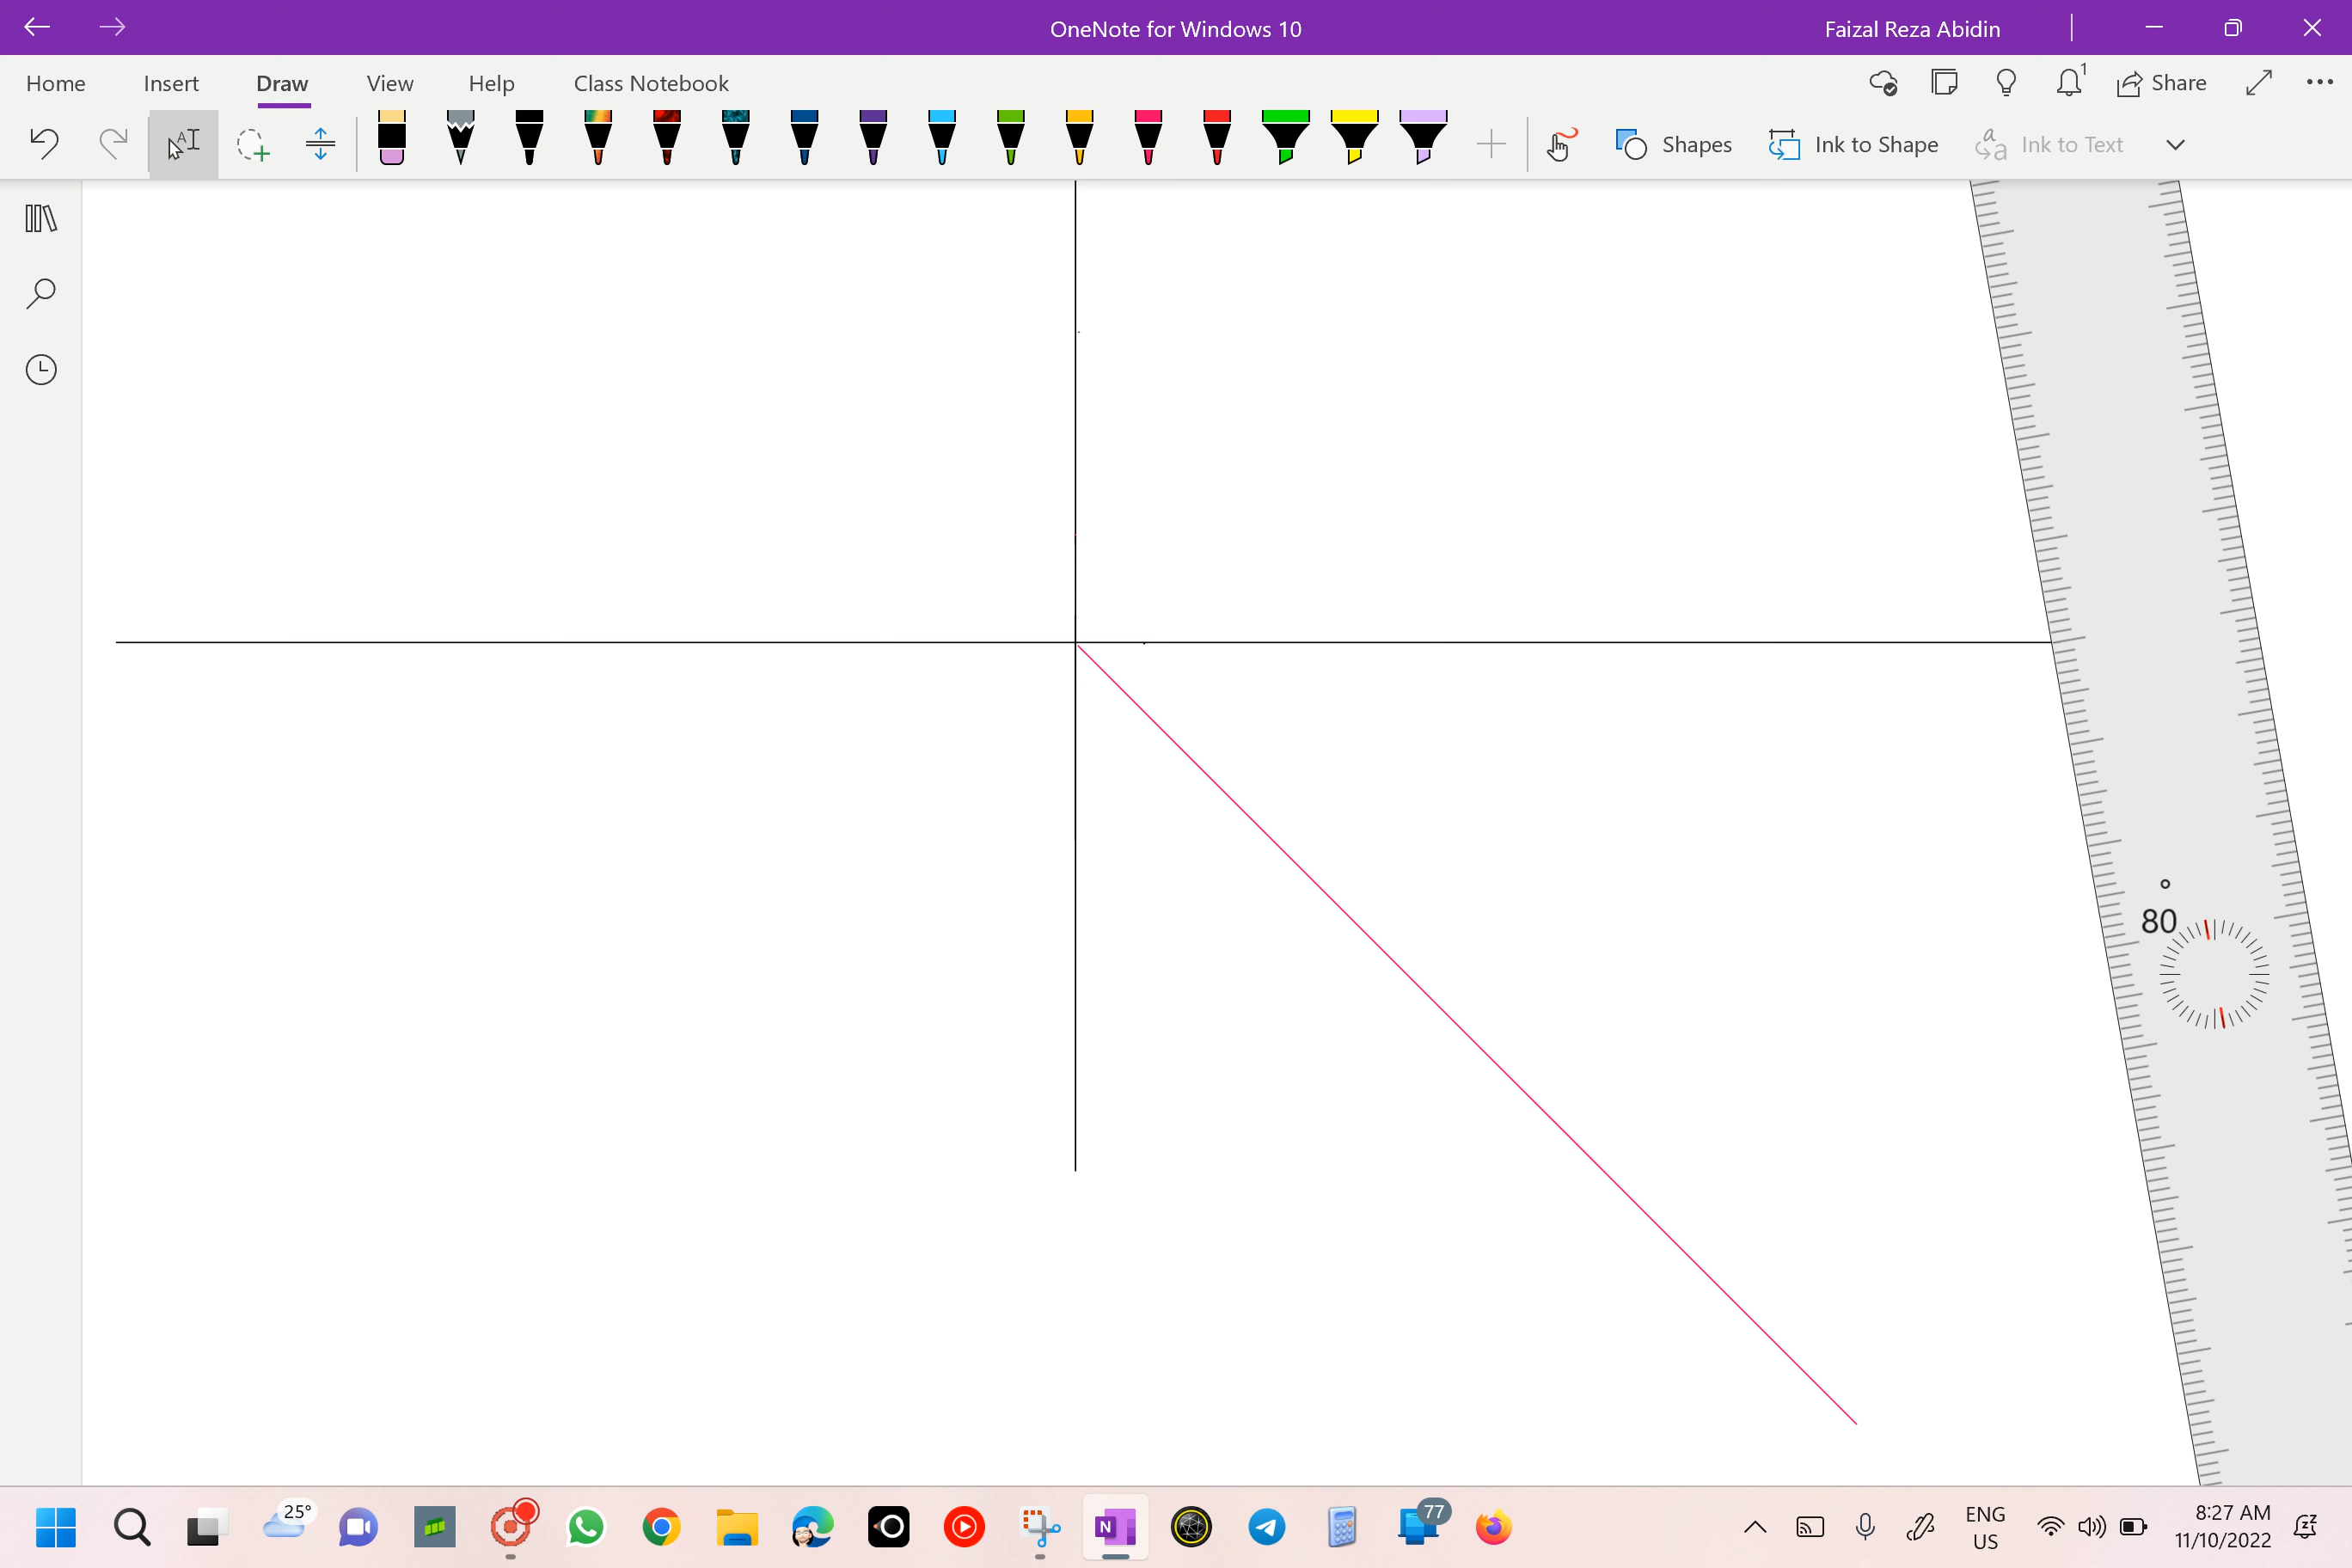 OneNote for Windows 10
Faizal Reza Abidin
Home Insert Draw View Help Class Notebook
1
Share
Shapes
Ink to Shape
Ink to Text
80°
25°
N
77
ENG
US
8:27 AM
11/10/2022